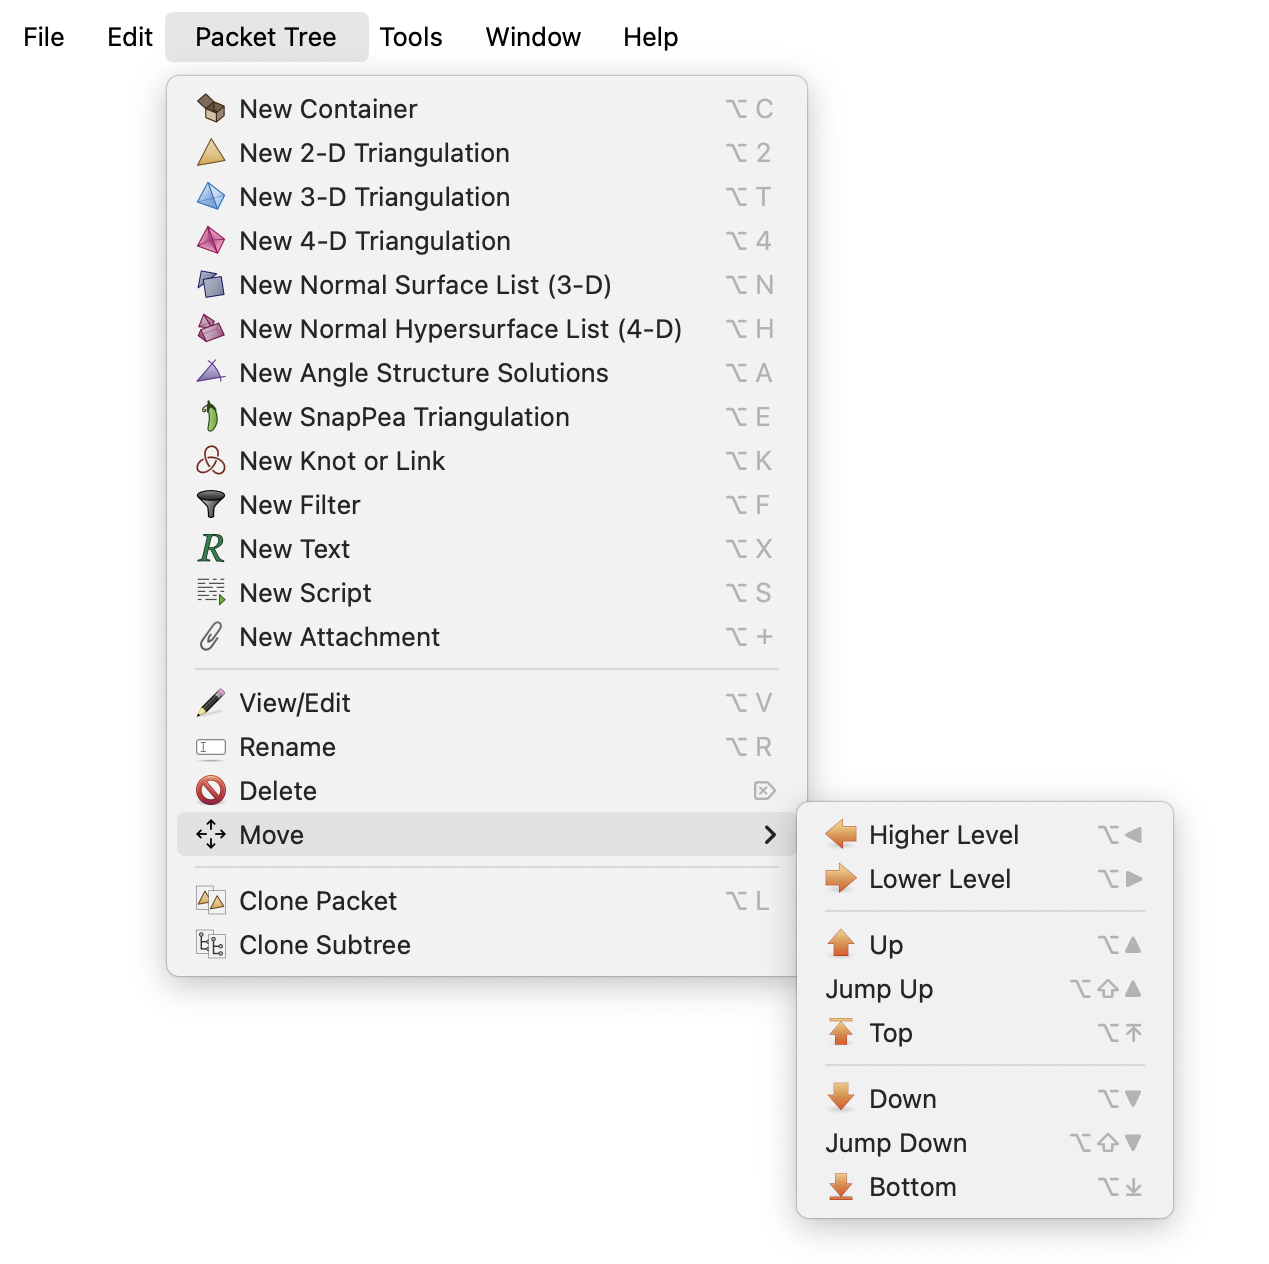 File Edit Packet Tree Tools Window Help
New Container ⌥ C
New 2-D Triangulation ⌥ 2
New 3-D Triangulation ⌥ T
New 4-D Triangulation ⌥ 4
New Normal Surface List (3-D) ⌥ N
New Normal Hypersurface List (4-D) ⌥ H
New Angle Structure Solutions ⌥ A
New SnapPea Triangulation ⌥ E
New Knot or Link ⌥ K
New Filter ⌥ F
New Text ⌥ X
New Script ⌥ S
New Attachment ⌥ +
View/Edit ⌥ V
Rename ⌥ R
Delete ⌦
Move
Clone Packet ⌥ L
Clone Subtree
Higher Level ⌥ ◀
Lower Level ⌥ ▶
Up ⌥ ▲
Jump Up ⌥ ⇧ ▲
Top ⌥ ⤒
Down ⌥ ▼
Jump Down ⌥ ⇧ ▼
Bottom ⌥ ⤓